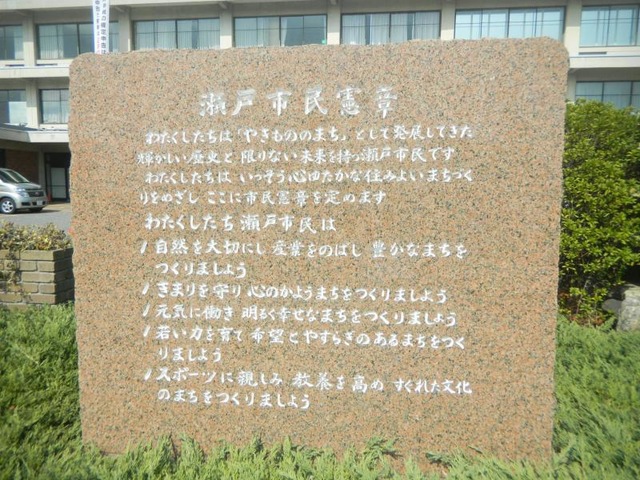 瀬戸市民憲章
わたくしたちは「やきもののまち」として発展してきた
輝かしい歴史と 限りない未来を持つ瀬戸市民です
わたくしたちは いっそう心ゆたかな住みよいまちづく
りをめざし ここに市民憲章を定めます
わたくしたち瀬戸市民は
1 自然を大切にし 産業をのばし 豊かなまちを
つくりましよう
1 きまりを守り 心のかようまちをつくりましよう
1 元気に働き 明るく幸せなまちをつくりましよう
1 若い力を育て 希望とやすらぎのあるまちをつく
りましよう
1 スポーツに親しみ 教養を高め すぐれた文化
のまちをつくりましよう